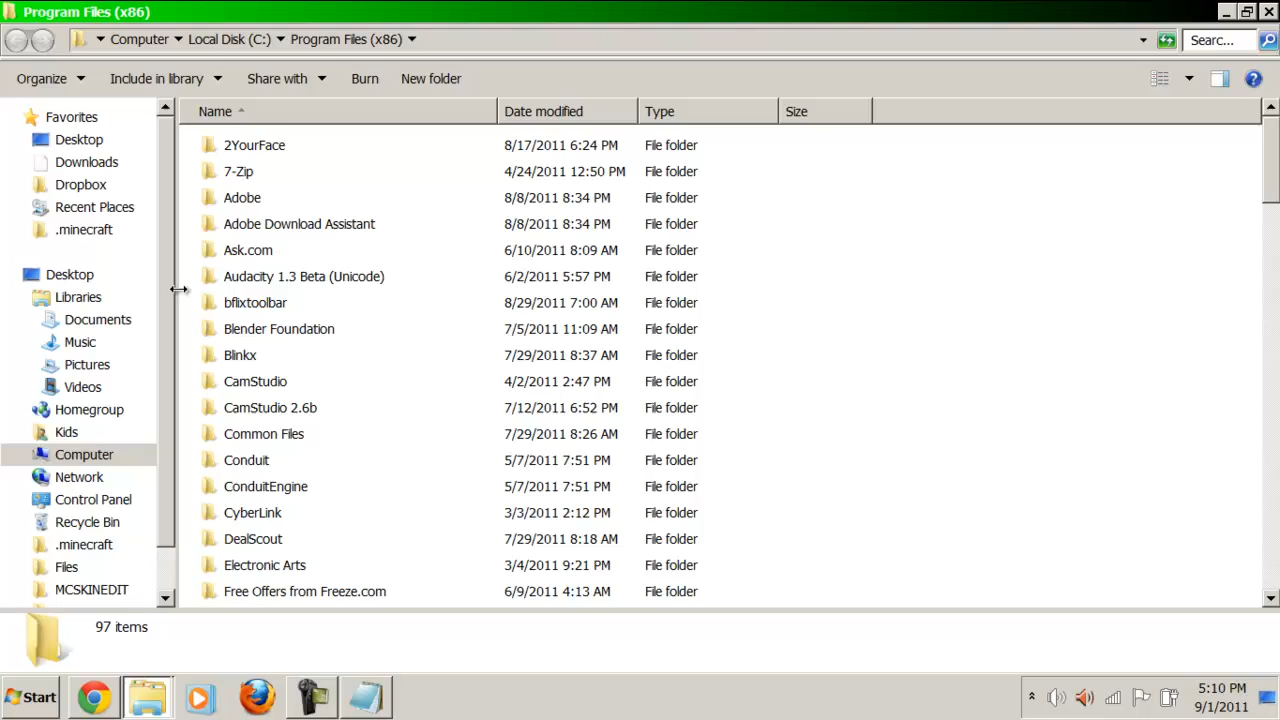 Program Files (x86)
Computer Local Disk (C:) Program Files (x86) Searc...
Organize Include in library Share with Burn New folder
Name Date modified Type Size
Favorites
Desktop
Downloads
Dropbox
Recent Places
.minecraft
Desktop
Libraries
Documents
Music
Pictures
Videos
Homegroup
Kids
Computer
Network
Control Panel
Recycle Bin
.minecraft
Files
MCSKINEDIT
2YourFace 8/17/2011 6:24 PM File folder
7-Zip 4/24/2011 12:50 PM File folder
Adobe 8/8/2011 8:34 PM File folder
Adobe Download Assistant 8/8/2011 8:34 PM File folder
Ask.com 6/10/2011 8:09 AM File folder
Audacity 1.3 Beta (Unicode) 6/2/2011 5:57 PM File folder
bflixtoolbar 8/29/2011 7:00 AM File folder
Blender Foundation 7/5/2011 11:09 AM File folder
Blinkx 7/29/2011 8:37 AM File folder
CamStudio 4/2/2011 2:47 PM File folder
CamStudio 2.6b 7/12/2011 6:52 PM File folder
Common Files 7/29/2011 8:26 AM File folder
Conduit 5/7/2011 7:51 PM File folder
ConduitEngine 5/7/2011 7:51 PM File folder
CyberLink 3/3/2011 2:12 PM File folder
DealScout 7/29/2011 8:18 AM File folder
Electronic Arts 3/4/2011 9:21 PM File folder
Free Offers from Freeze.com 6/9/2011 4:13 AM File folder
97 items
Start
5:10 PM
9/1/2011